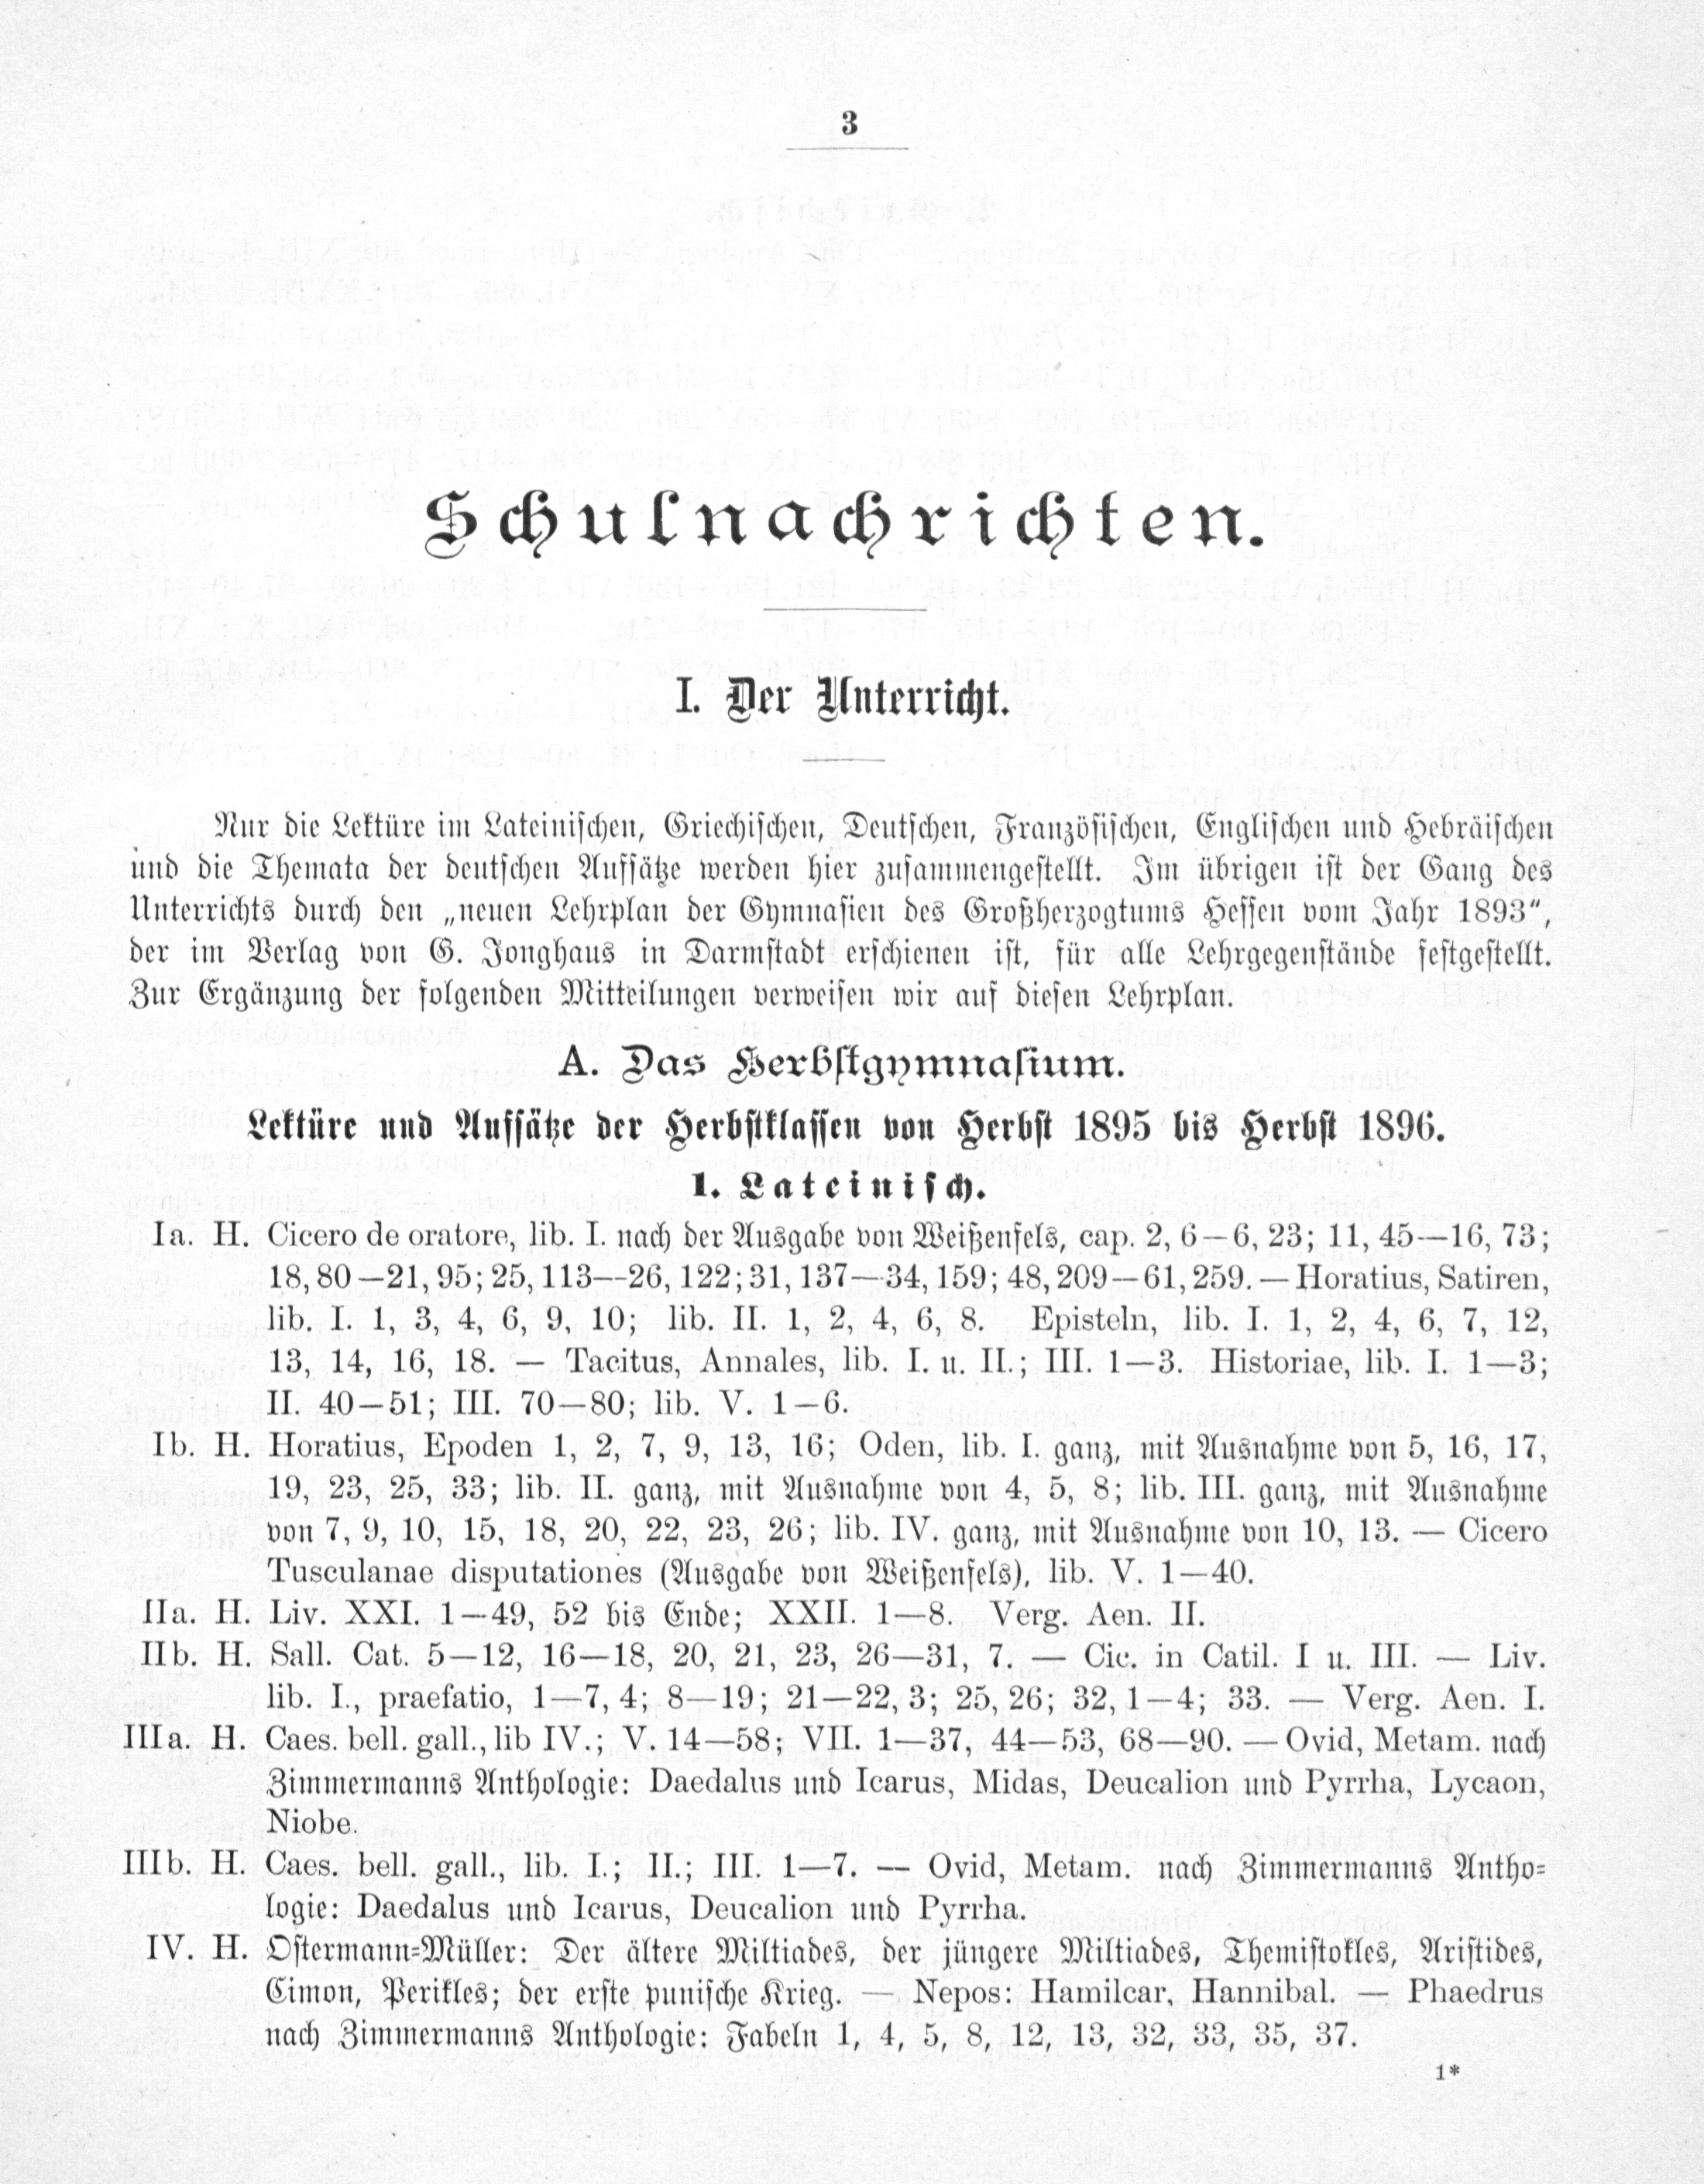 3
Schulnachrichten.
I. Der Unterricht.
Nur die Lektüre im Lateinischen, Griechischen, Deutschen, Französischen, Englischen und Hebräischen
und die Themata der deutschen Aufsätze werden hier zusammengestellt. Im übrigen ist der Gang des
Unterrichts durch den „neuen Lehrplan der Gymnasien des Großherzogtums Hessen vom Jahr 1893“,
der im Verlag von G. Jonghaus in Darmstadt erschienen ist, für alle Lehrgegenstände festgestellt.
Zur Ergänzung der folgenden Mitteilungen verweisen wir auf diesen Lehrplan.
A. Das Herbstgymnasium.
Lektüre und Aufsätze der Herbstklassen von Herbst 1895 bis Herbst 1896.
1. Lateinisch.
Ia. H. Cicero de oratore, lib. I. nach der Ausgabe von Weißenfels, cap. 2, 6—6, 23; 11, 45—16, 73;
18, 80—21, 95; 25, 113—26, 122; 31, 137—34, 159; 48, 209—61, 259. — Horatius, Satiren,
lib. I. 1, 3, 4, 6, 9, 10; lib. II. 1, 2, 4, 6, 8. Episteln, lib. I. 1, 2, 4, 6, 7, 12,
13, 14, 16, 18. — Tacitus, Annales, lib. I. u. II.; III. 1—3. Historiae, lib. I. 1—3;
II. 40—51; III. 70—80; lib. V. 1—6.
Ib. H. Horatius, Epoden 1, 2, 7, 9, 13, 16; Oden, lib. I. ganz, mit Ausnahme von 5, 16, 17,
19, 23, 25, 33; lib. II. ganz, mit Ausnahme von 4, 5, 8; lib. III. ganz, mit Ausnahme
von 7, 9, 10, 15, 18, 20, 22, 23, 26; lib. IV. ganz, mit Ausnahme von 10, 13. — Cicero
Tusculanae disputationes (Ausgabe von Weißenfels), lib. V. 1—40.
IIa. H. Liv. XXI. 1—49, 52 bis Ende; XXII. 1—8. Verg. Aen. II.
IIb. H. Sall. Cat. 5—12, 16—18, 20, 21, 23, 26—31, 7. — Cic. in Catil. I u. III. — Liv.
lib. I., praefatio, 1—7, 4; 8—19; 21—22, 3; 25, 26; 32, 1—4; 33. — Verg. Aen. I.
IIIa. H. Caes. bell. gall., lib IV.; V. 14—58; VII. 1—37, 44—53, 68—90. — Ovid, Metam. nach
Zimmermanns Anthologie: Daedalus und Icarus, Midas, Deucalion und Pyrrha, Lycaon,
Niobe.
IIIb. H. Caes. bell. gall., lib. I.; II.; III. 1—7. — Ovid, Metam. nach Zimmermanns Antho-
logie: Daedalus und Icarus, Deucalion und Pyrrha.
IV. H. Ostermann-Müller: Der ältere Miltiades, der jüngere Miltiades, Themistokles, Aristides,
Cimon, Perikles; der erste punische Krieg. — Nepos: Hamilcar, Hannibal. — Phaedrus
nach Zimmermanns Anthologie: Fabeln 1, 4, 5, 8, 12, 13, 32, 33, 35, 37.
1*